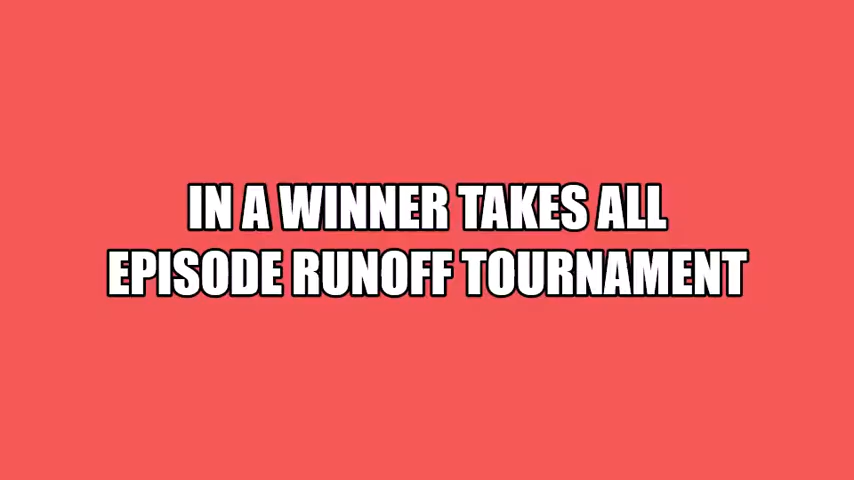 IN A WINNER TAKES ALL
EPISODE RUNOFF TOURNAMENT